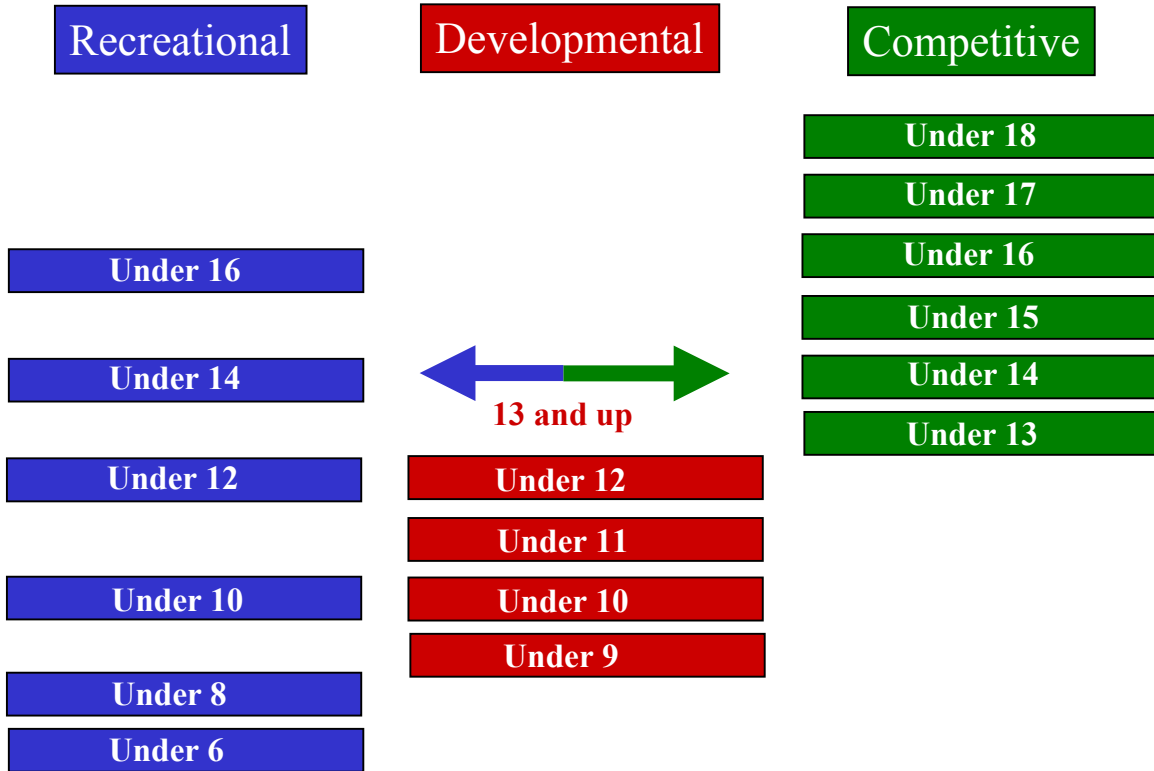 Recreational
Developmental
Competitive
Under 18
Under 17
Under 16
Under 16
Under 15
Under 14
13 and up
Under 14
Under 13
Under 12
Under 12
Under 11
Under 10
Under 10
Under 9
Under 8
Under 6